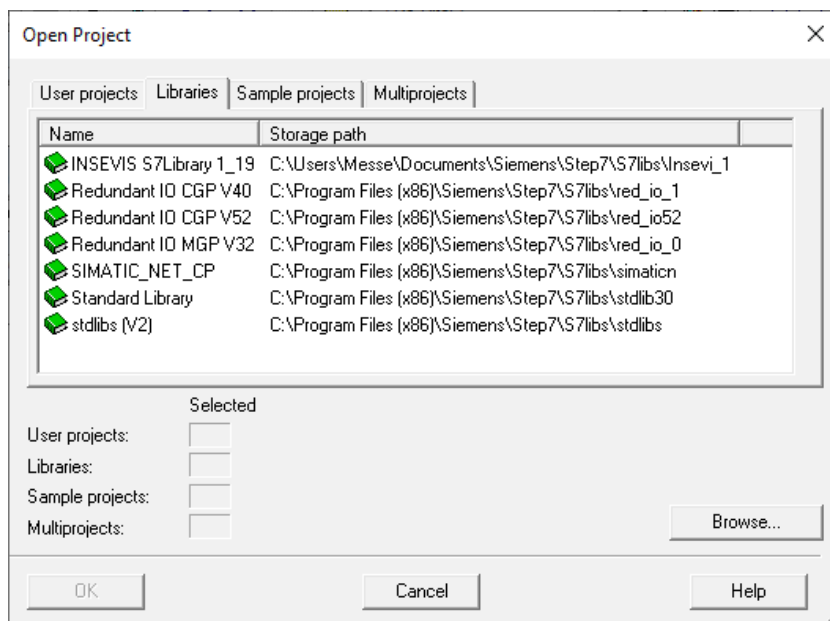 Open Project
User projects Libraries Sample projects Multiprojects
Name Storage path
INSEVIS S7Library 1_19 C:\Users\Messe\Documents\Siemens\Step7\S7libs\Insevi_1
Redundant IO CGP V40 C:\Program Files (x86)\Siemens\Step7\S7libs\red_io_1
Redundant IO CGP V52 C:\Program Files (x86)\Siemens\Step7\S7libs\red_io52
Redundant IO MGP V32 C:\Program Files (x86)\Siemens\Step7\S7libs\red_io_0
SIMATIC_NET_CP C:\Program Files (x86)\Siemens\Step7\S7libs\simaticn
Standard Library C:\Program Files (x86)\Siemens\Step7\S7libs\stdlib30
stdlibs (V2) C:\Program Files (x86)\Siemens\Step7\S7libs\stdlibs
Selected
User projects:
Libraries:
Sample projects:
Multiprojects:
Browse...
OK Cancel Help